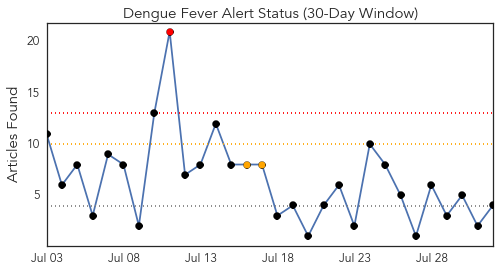 Dengue Fever Alert Status (30-Day Window)
Articles Found
20
15
10
5
Jul 03 Jul 08 Jul 13 Jul 18 Jul 23 Jul 28